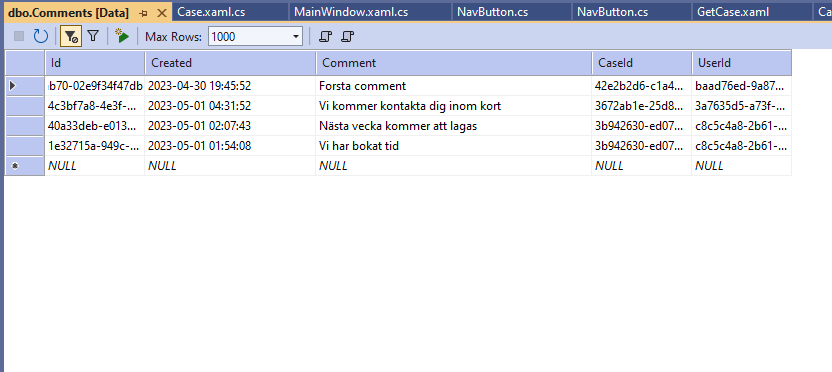 dbo.Comments [Data] Case.xaml.cs MainWindow.xaml.cs NavButton.cs NavButton.cs GetCase.xaml Ca
Max Rows: 1000
Id Created Comment CaseId UserId
b70-02e9f34f47db 2023-04-30 19:45:52 Forsta comment 42e2b2d6-c1a4... baad76ed-9a87...
4c3bf7a8-4e3f-... 2023-05-01 04:31:52 Vi kommer kontakta dig inom kort 3672ab1e-25d8... 3a7635d5-a73f-...
40a33deb-e013... 2023-05-01 02:07:43 Nästa vecka kommer att lagas 3b942630-ed07... c8c5c4a8-2b61-...
1e32715a-949c-... 2023-05-01 01:54:08 Vi har bokat tid 3b942630-ed07... c8c5c4a8-2b61-...
NULL NULL NULL NULL NULL